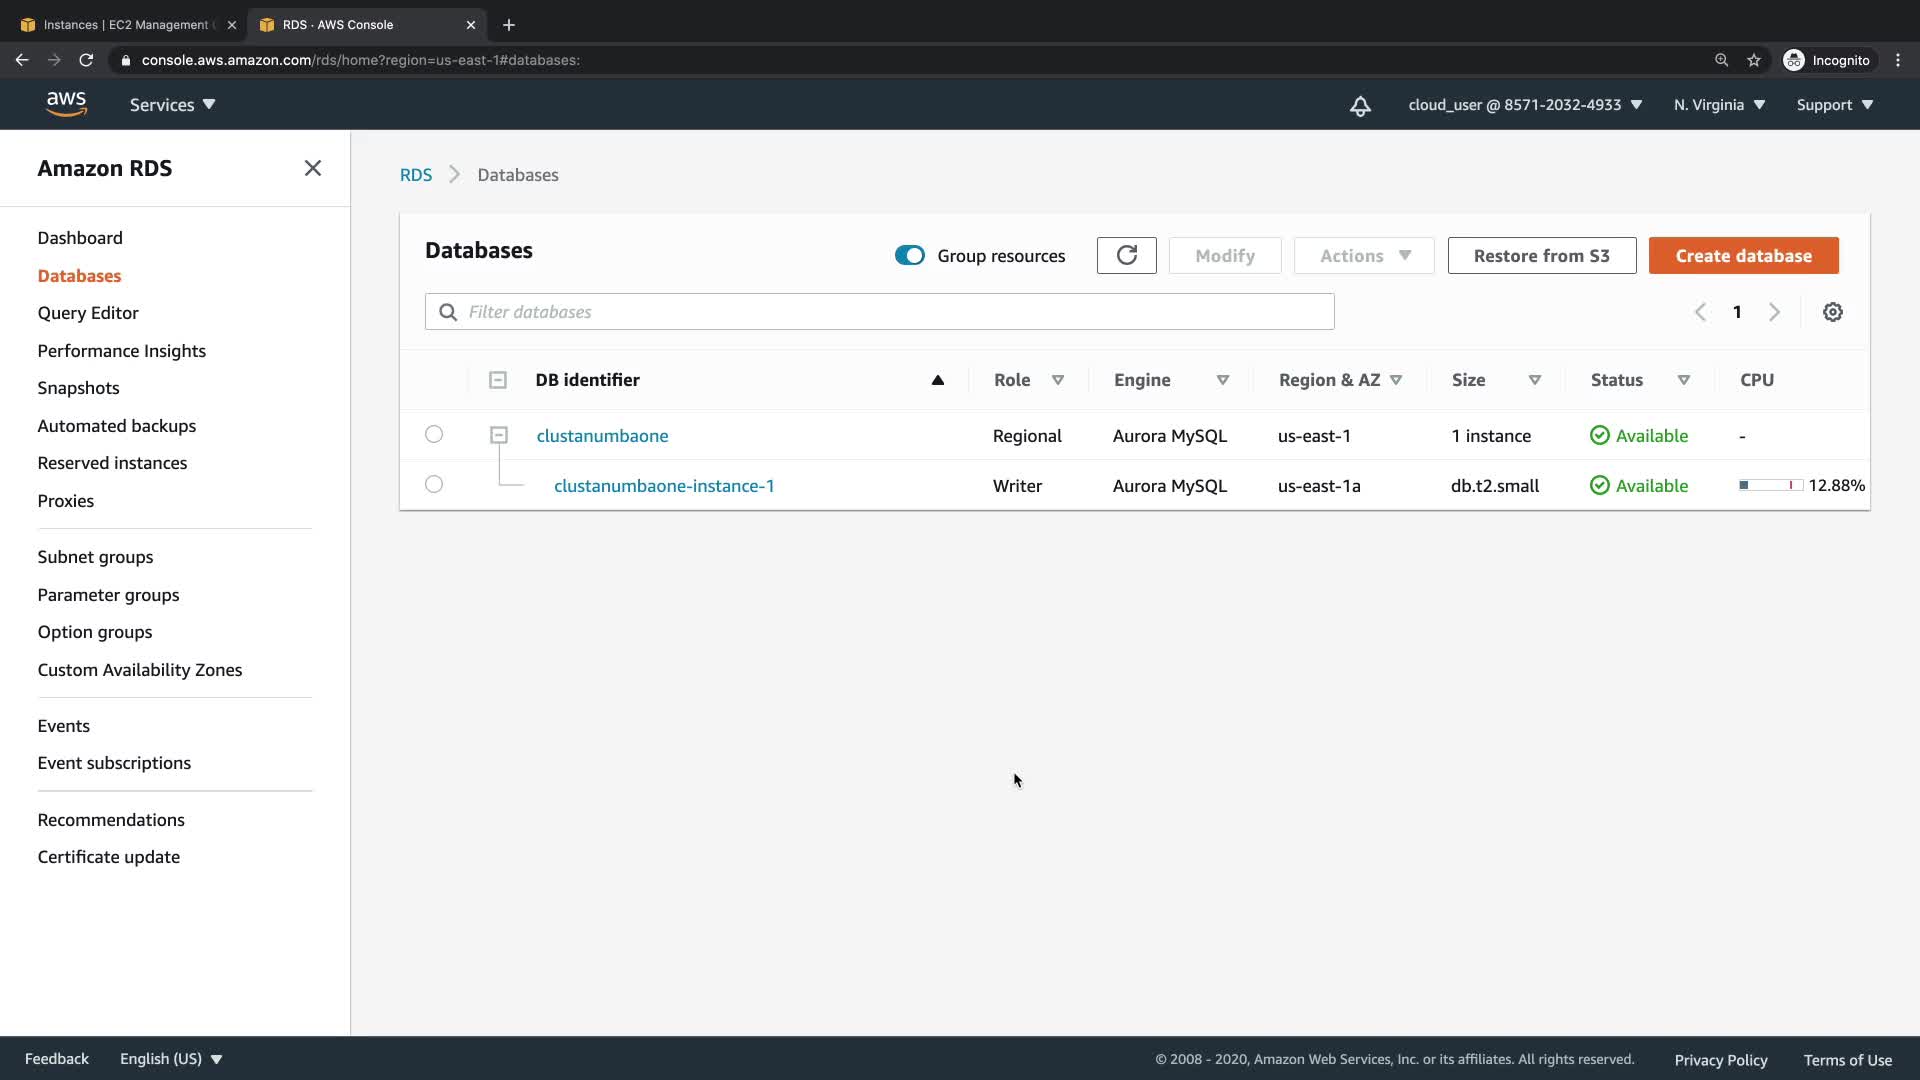 Instances | EC2 Management
RDS · AWS Console
console.aws.amazon.com/rds/home?region=us-east-1#databases:
Incognito
aws
Services
cloud_user @ 8571-2032-4933
N. Virginia
Support
Amazon RDS
Dashboard
Databases
Query Editor
Performance Insights
Snapshots
Automated backups
Reserved instances
Proxies
Subnet groups
Parameter groups
Option groups
Custom Availability Zones
Events
Event subscriptions
Recommendations
Certificate update
RDS
Databases
Databases
Group resources
Modify
Actions
Restore from S3
Create database
Filter databases
1
DB identifier Role Engine Region & AZ Size Status CPU
clustanumbaone Regional Aurora MySQL us-east-1 1 instance Available -
clustanumbaone-instance-1 Writer Aurora MySQL us-east-1a db.t2.small Available 12.88%
Feedback
English (US)
© 2008 - 2020, Amazon Web Services, Inc. or its affiliates. All rights reserved.
Privacy Policy
Terms of Use